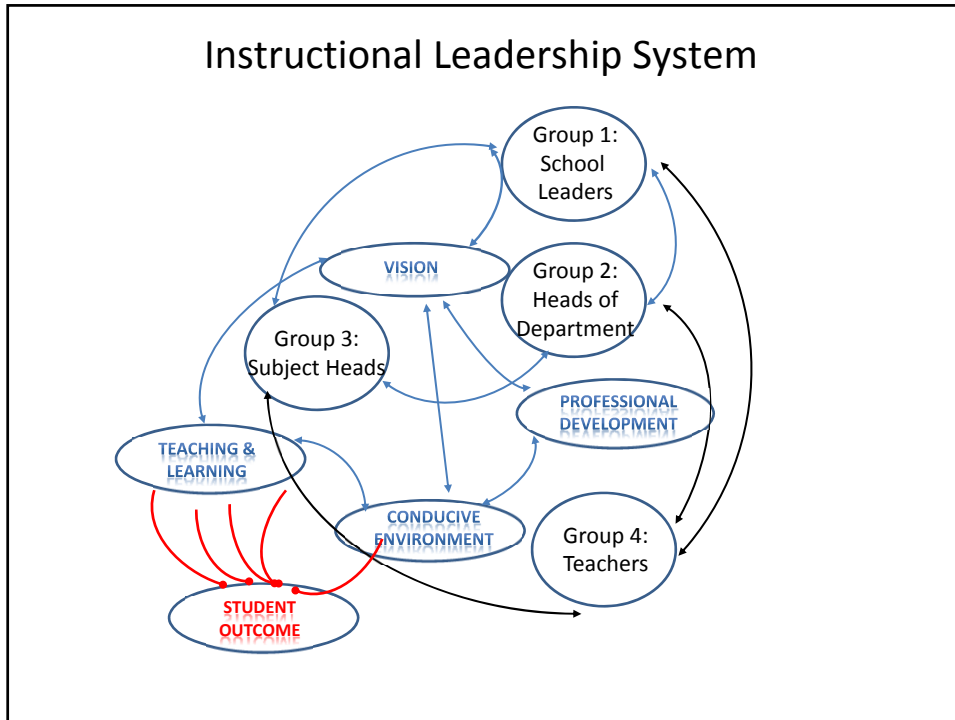 Instructional Leadership System
Group 1:
School
Leaders
VISION
Group 2:
Heads of
Department
Group 3:
Subject Heads
PROFESSIONAL
DEVELOPMENT
TEACHING &
LEARNING
CONDUCIVE
ENVIRONMENT
Group 4:
Teachers
STUDENT
OUTCOME